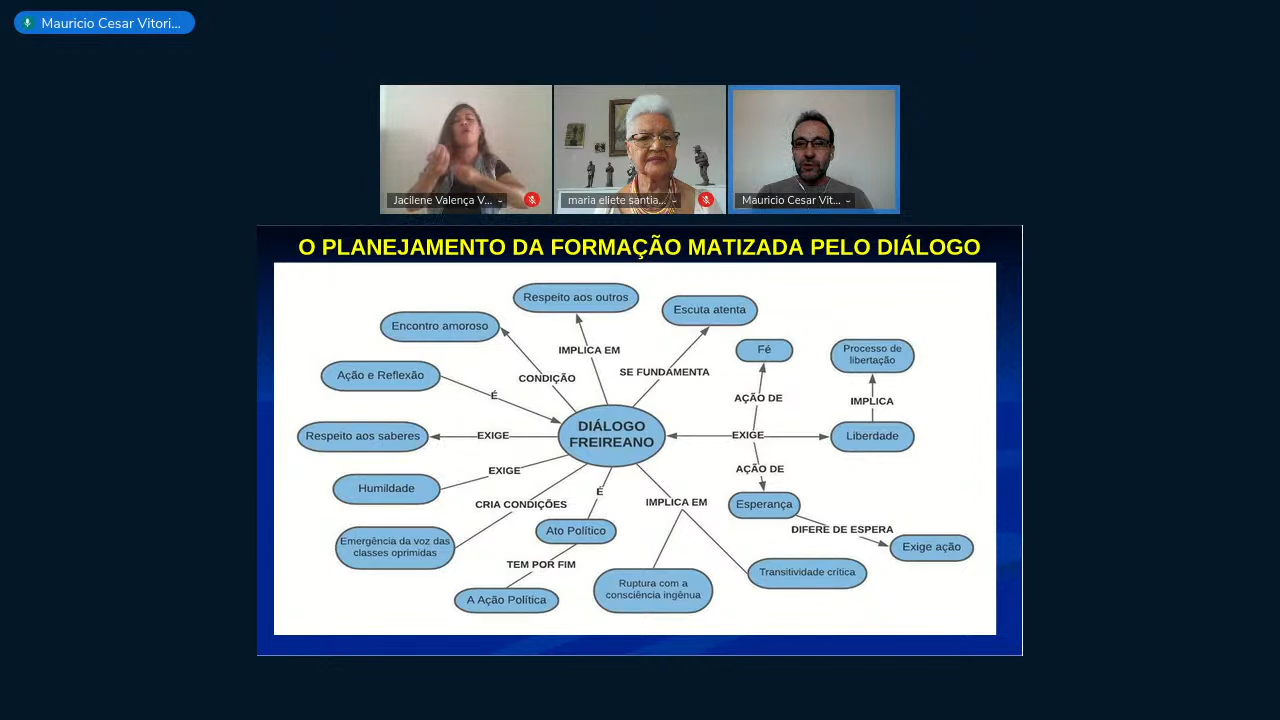 Mauricio Cesar Vitori...
Jacilene Valença V...
maria eliete santia...
Mauricio Cesar Vit...
O PLANEJAMENTO DA FORMAÇÃO MATIZADA PELO DIÁLOGO
Respeito aos outros
Escuta atenta
Encontro amoroso
IMPLICA EM
Fé
Processo de
libertação
Ação e Reflexão
CONDIÇÃO
SE FUNDAMENTA
É
AÇÃO DE
IMPLICA
DIÁLOGO
FREIREANO
Respeito aos saberes
EXIGE
EXIGE
Liberdade
EXIGE
AÇÃO DE
Humildade
É
CRIA CONDIÇÕES
IMPLICA EM
Esperança
Emergência da voz das
classes oprimidas
Ato Político
DIFERE DE ESPERA
Exige ação
TEM POR FIM
Transitividade crítica
Ruptura com a
consciência ingênua
A Ação Política